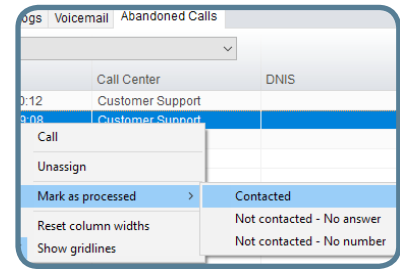 ogs Voicemail Abandoned Calls
Call Center DNIS
0:12 Customer Support
9:08 Customer Support
Call
Unassign
Mark as processed > Contacted
Not contacted - No answer
Reset column widths
Not contacted - No number
Show gridlines